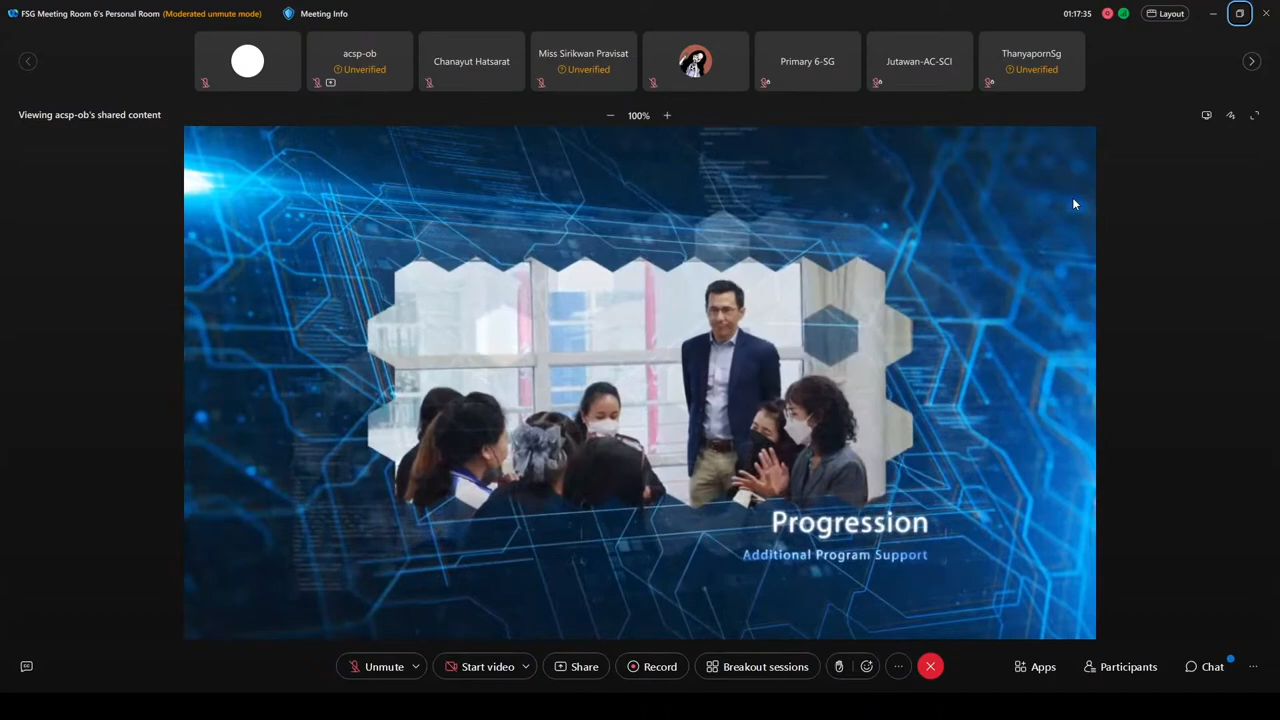 FSG Meeting Room 6's Personal Room (Moderated unmute mode)
Meeting Info
01:17:35
Layout
acsp-ob
Unverified
Chanayut Hatsarat
Miss Sirikwan Pravisat
Unverified
Primary 6-SG
Jutawan-AC-SCI
ThanyapornSg
Unverified
Viewing acsp-ob's shared content
100%
Progression
Additional Program Support
Unmute
Start video
Share
Record
Breakout sessions
Apps
Participants
Chat